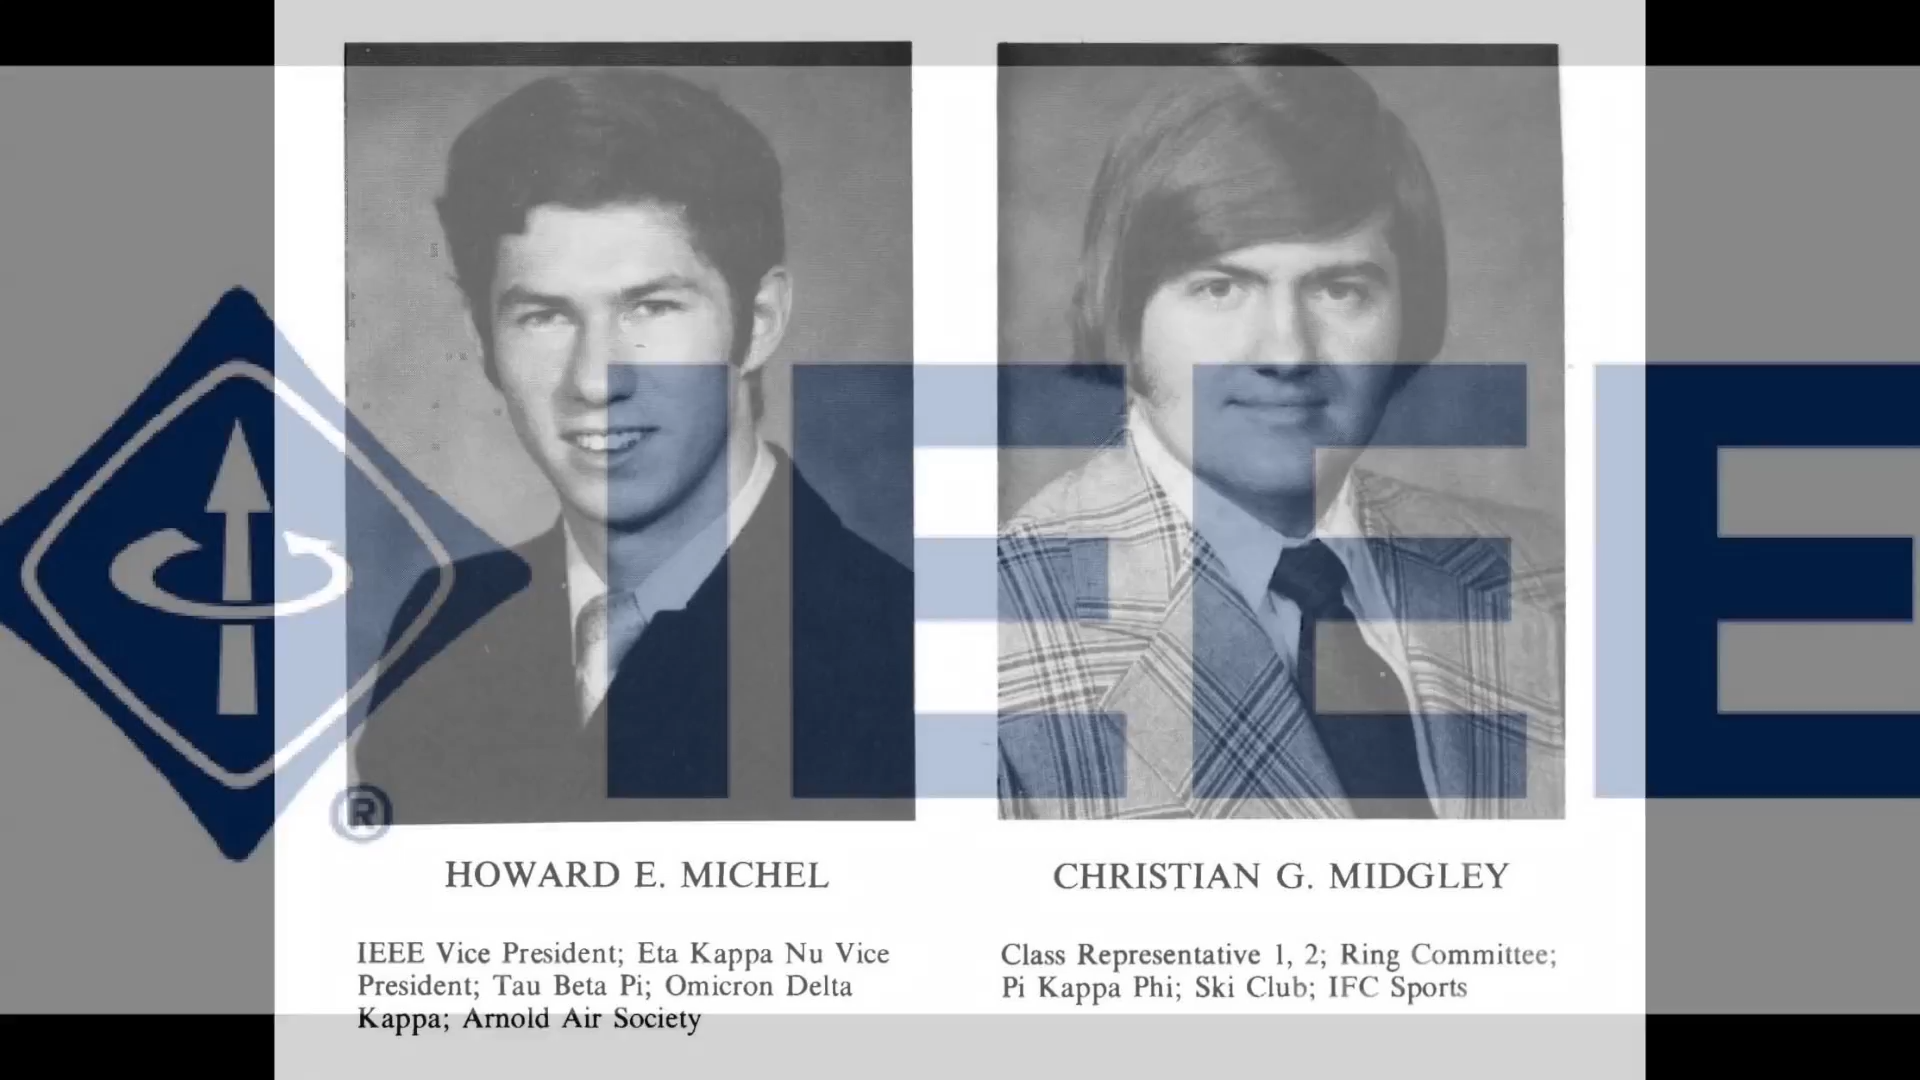 IEEE
®
HOWARD E. MICHEL
IEEE Vice President; Eta Kappa Nu Vice
President; Tau Beta Pi; Omicron Delta
Kappa; Arnold Air Society
CHRISTIAN G. MIDGLEY
Class Representative 1, 2; Ring Committee;
Pi Kappa Phi; Ski Club; IFC Sports